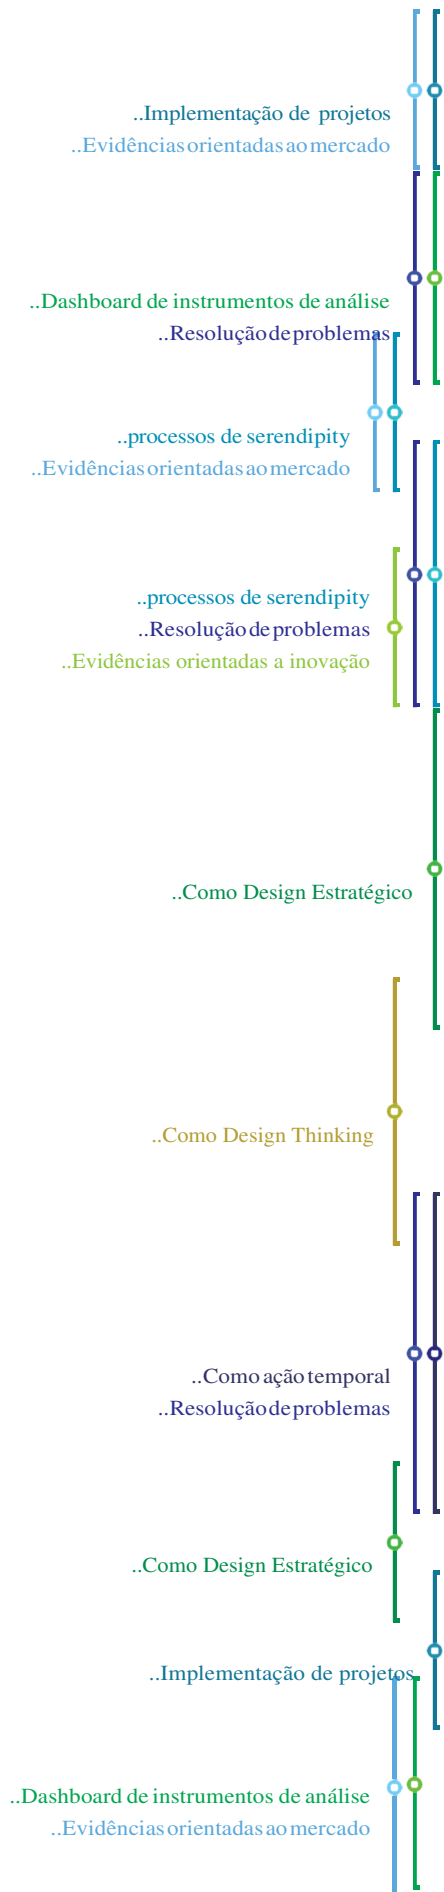 ..Implementação de projetos
..Evidências orientadas ao mercado
..Dashboard de instrumentos de análise
..Resolução de problemas
..processos de serendipity
..Evidências orientadas ao mercado
..processos de serendipity
..Resolução de problemas
..Evidências orientadas a inovação
..Como Design Estratégico
..Como Design Thinking
..Como ação temporal
..Resolução de problemas
..Como Design Estratégico
..Implementação de projetos
..Dashboard de instrumentos de análise
..Evidências orientadas ao mercado